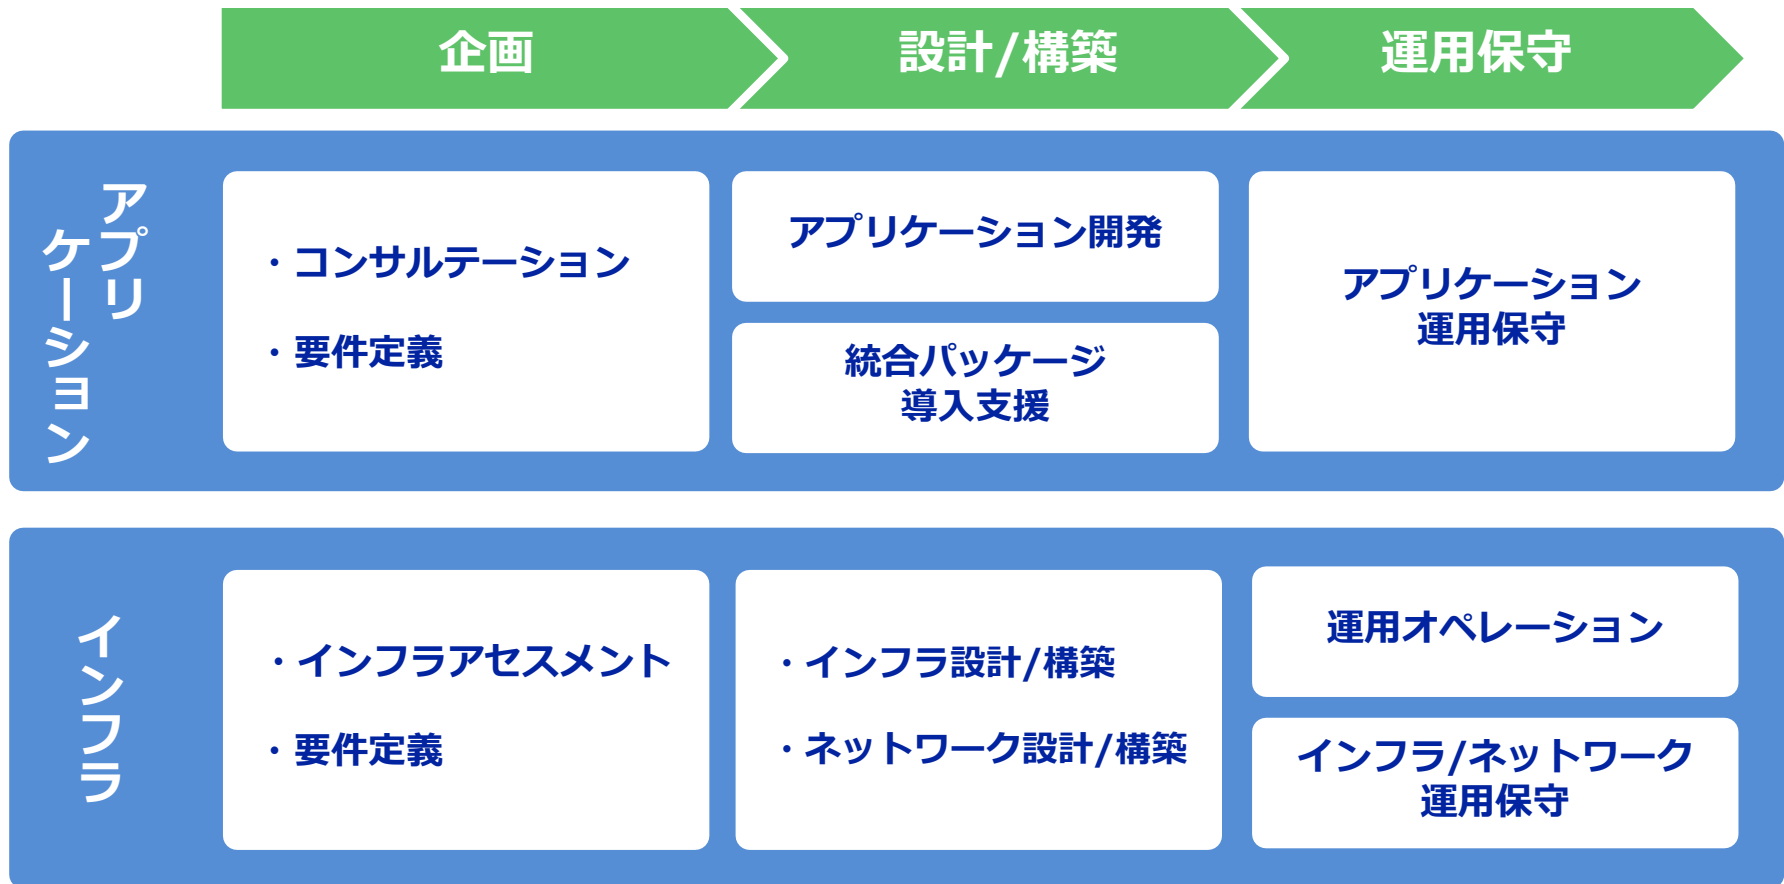 企画
設計/構築
運用保守
アプリ
ケーション
・コンサルテーション
・要件定義
アプリケーション開発
統合パッケージ
導入支援
アプリケーション
運用保守
インフラ
・インフラアセスメント
・要件定義
・インフラ設計/構築
・ネットワーク設計/構築
運用オペレーション
インフラ/ネットワーク
運用保守